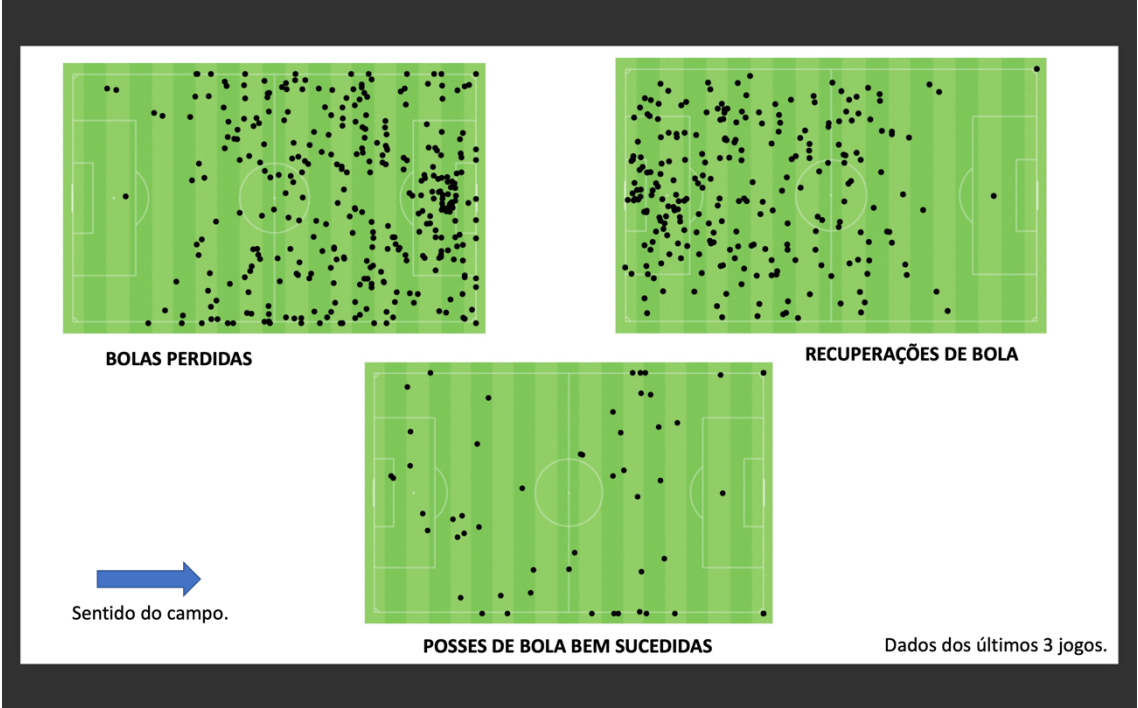 BOLAS PERDIDAS
RECUPERAÇÕES DE BOLA
POSSES DE BOLA BEM SUCEDIDAS
Sentido do campo.
Dados dos últimos 3 jogos.